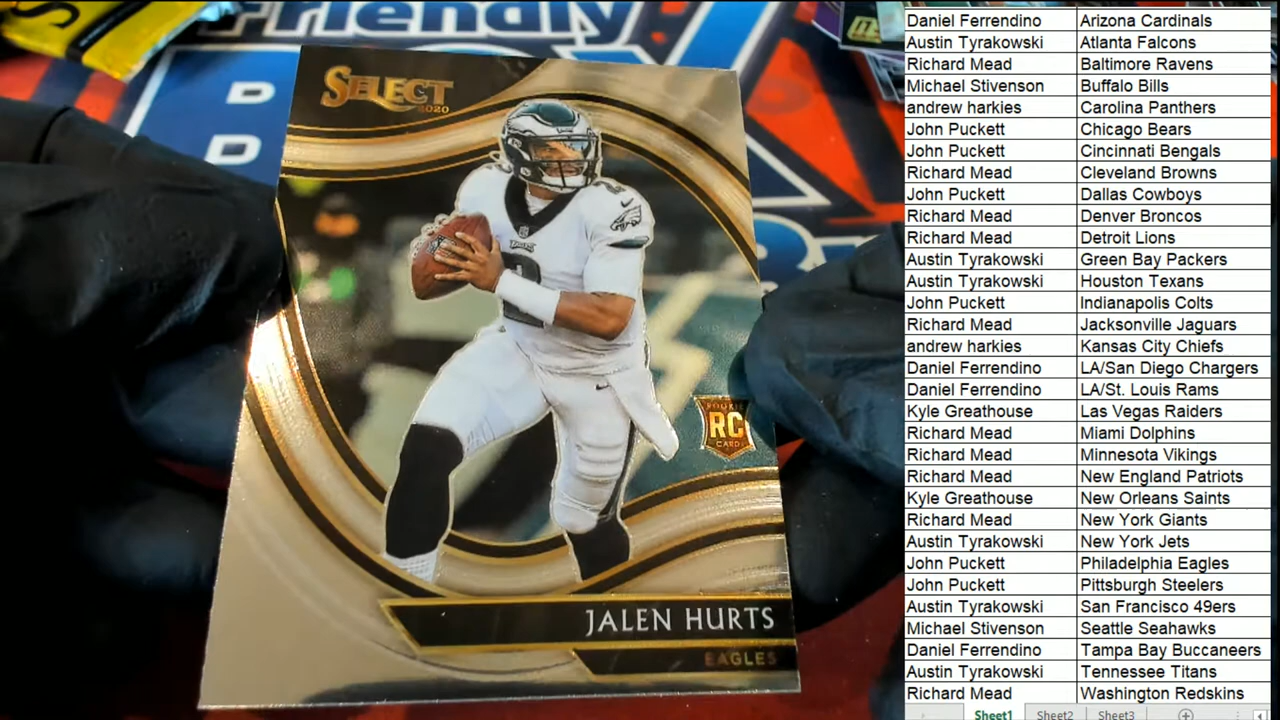 Friendly
D
D
SELECT
2020
2
ROOKIE
RC
CARD
JALEN HURTS
EAGLES
Daniel Ferrendino Arizona Cardinals
Austin Tyrakowski Atlanta Falcons
Richard Mead Baltimore Ravens
Michael Stivenson Buffalo Bills
andrew harkies Carolina Panthers
John Puckett Chicago Bears
John Puckett Cincinnati Bengals
Richard Mead Cleveland Browns
John Puckett Dallas Cowboys
Richard Mead Denver Broncos
Richard Mead Detroit Lions
Austin Tyrakowski Green Bay Packers
Austin Tyrakowski Houston Texans
John Puckett Indianapolis Colts
Richard Mead Jacksonville Jaguars
andrew harkies Kansas City Chiefs
Daniel Ferrendino LA/San Diego Chargers
Daniel Ferrendino LA/St. Louis Rams
Kyle Greathouse Las Vegas Raiders
Richard Mead Miami Dolphins
Richard Mead Minnesota Vikings
Richard Mead New England Patriots
Kyle Greathouse New Orleans Saints
Richard Mead New York Giants
Austin Tyrakowski New York Jets
John Puckett Philadelphia Eagles
John Puckett Pittsburgh Steelers
Austin Tyrakowski San Francisco 49ers
Michael Stivenson Seattle Seahawks
Daniel Ferrendino Tampa Bay Buccaneers
Austin Tyrakowski Tennessee Titans
Richard Mead Washington Redskins
Sheet1 Sheet2 Sheet3